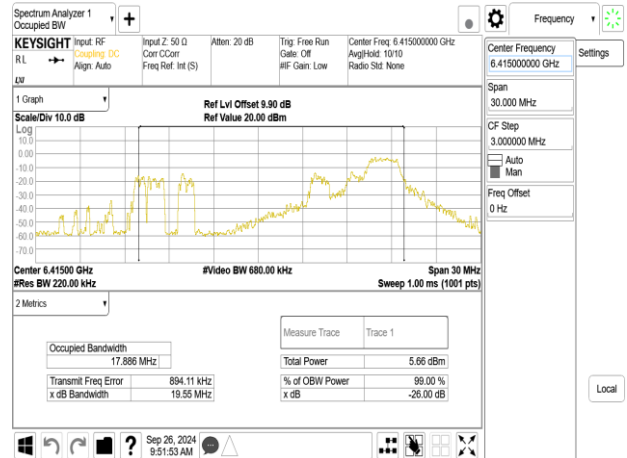 Spectrum Analyzer 1
Occupied BW
+
Frequency
KEYSIGHT
RL
LXI
Input: RF
Coupling: DC
Align: Auto
Input Z: 50 Ω
Corr CCorr
Freq Ref: Int (S)
Atten: 20 dB
Trig: Free Run
Gate: Off
#IF Gain: Low
Center Freq: 6.415000000 GHz
Avg|Hold: 10/10
Radio Std: None
Center Frequency
6.415000000 GHz
Settings
Span
30.000 MHz
CF Step
3.000000 MHz
Auto
Man
Freq Offset
0 Hz
Local
1 Graph
Scale/Div 10.0 dB
Ref Lvl Offset 9.90 dB
Ref Value 20.00 dBm
Log
10.0
0.00
-10.0
-20.0
-30.0
-40.0
-50.0
-60.0
-70.0
Center 6.41500 GHz
#Video BW 680.00 kHz
Span 30 MHz
#Res BW 220.00 kHz
Sweep 1.00 ms (1001 pts)
2 Metrics
Measure Trace Trace 1
Occupied Bandwidth
17.886 MHz
Total Power 5.66 dBm
Transmit Freq Error 894.11 kHz
% of OBW Power 99.00 %
x dB Bandwidth 19.55 MHz
x dB -26.00 dB
?
Sep 26, 2024
9:51:53 AM